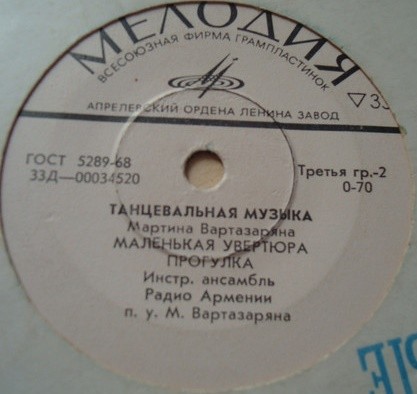 МЕЛОДИЯ
ВСЕСОЮЗНАЯ ФИРМА ГРАМПЛАСТИНОК
33
АПРЕЛЕВСКИЙ ОРДЕНА ЛЕНИНА ЗАВОД
ГОСТ 5289-68
33Д—00034520
Третья гр.-2
0-70
ТАНЦЕВАЛЬНАЯ МУЗЫКА
Мартина Вартазаряна
МАЛЕНЬКАЯ УВЕРТЮРА
ПРОГУЛКА
Инстр. ансамбль
Радио Армении
п. у. М. Вартазаряна